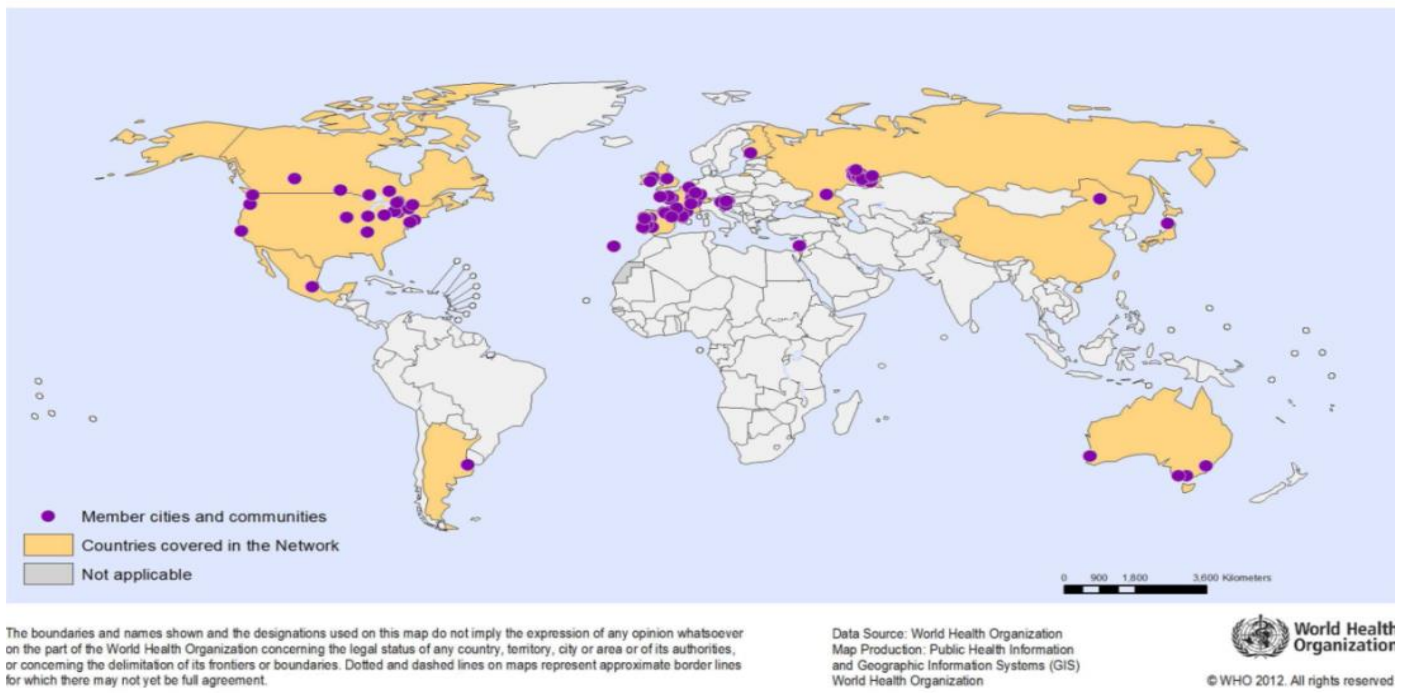 Member cities and communities
Countries covered in the Network
Not applicable
0 900 1,800 3,600 Kilometers
The boundaries and names shown and the designations used on this map do not imply the expression of any opinion whatsoever
on the part of the World Health Organization concerning the legal status of any country, territory, city or area or of its authorities,
or concerning the delimitation of its frontiers or boundaries. Dotted and dashed lines on maps represent approximate border lines
for which there may not yet be full agreement.
Data Source: World Health Organization
Map Production: Public Health Information
and Geographic Information Systems (GIS)
World Health Organization
World Health
Organization
© WHO 2012. All rights reserved